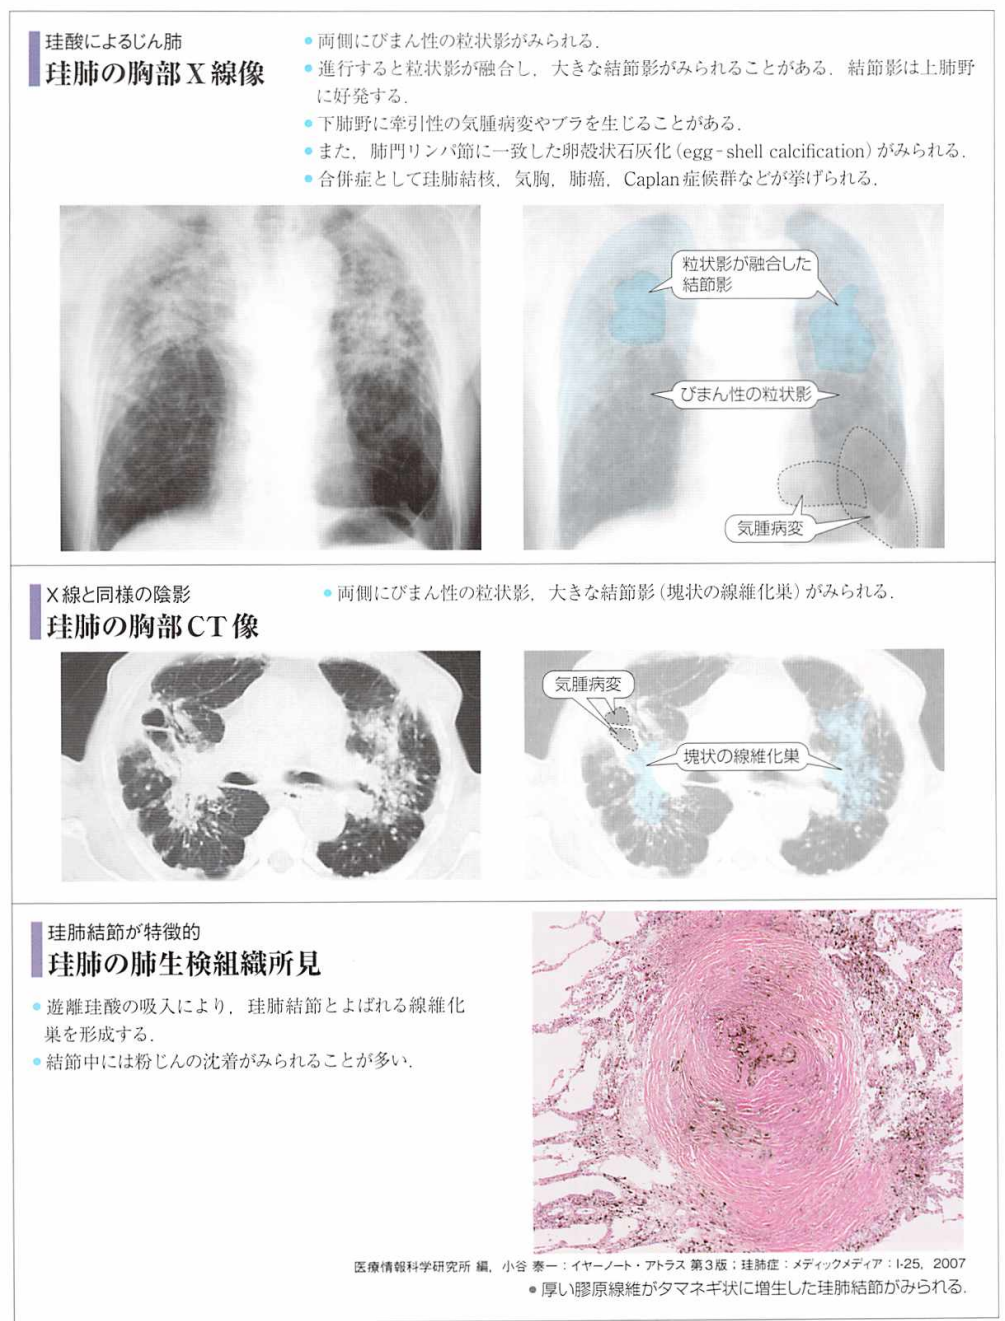 珪酸によるじん肺
珪肺の胸部X線像
● 両側にびまん性の粒状影がみられる．
● 進行すると粒状影が融合し，大きな結節影がみられることがある．結節影は上肺野
に好発する．
● 下肺野に牽引性の気腫病変やブラを生じることがある．
● また，肺門リンパ節に一致した卵殻状石灰化（egg-shell calcification）がみられる．
● 合併症として珪肺結核，気胸，肺癌，Caplan症候群などが挙げられる．
粒状影が融合した
結節影
びまん性の粒状影
気腫病変
X線と同様の陰影
珪肺の胸部CT像
● 両側にびまん性の粒状影，大きな結節影（塊状の線維化巣）がみられる．
気腫病変
塊状の線維化巣
珪肺結節が特徴的
珪肺の肺生検組織所見
● 遊離珪酸の吸入により，珪肺結節とよばれる線維化
巣を形成する．
● 結節中には粉じんの沈着がみられることが多い．
医療情報科学研究所 編，小谷 泰一：イヤーノート・アトラス 第3版；珪肺症：メディックメディア：I-25，2007
● 厚い膠原線維がタマネギ状に増生した珪肺結節がみられる．